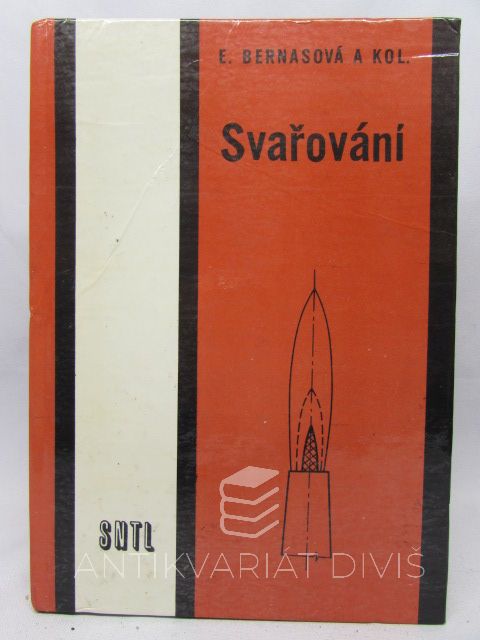 E. BERNASOVÁ A KOL.
Svařování
SNTL
ANTIKVARIÁT DIVIŠ